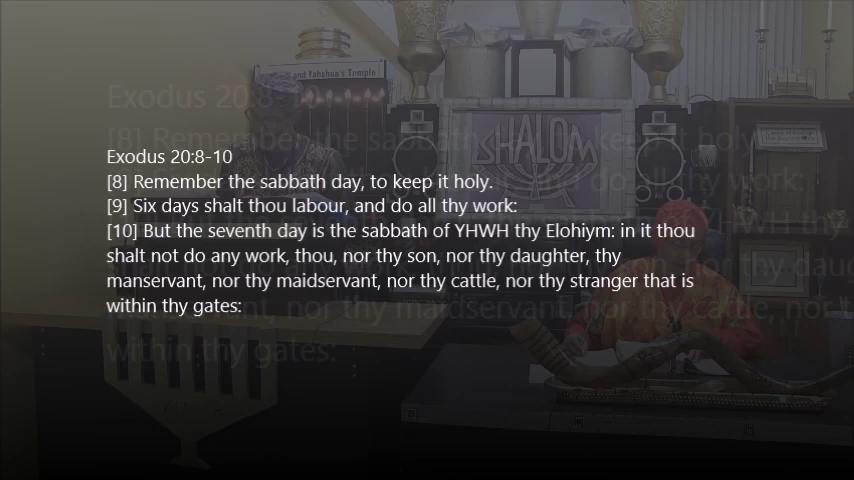 and Yahshua's Temple
SHALOM
Exodus 20:8-10
[8] Remember the sabbath day, to keep it holy.
[9] Six days shalt thou labour, and do all thy work:
[10] But the seventh day is the sabbath of YHWH thy Elohiym: in it thou
shalt not do any work, thou, nor thy son, nor thy daughter, thy
manservant, nor thy maidservant, nor thy cattle, nor thy stranger that is
within thy gates: